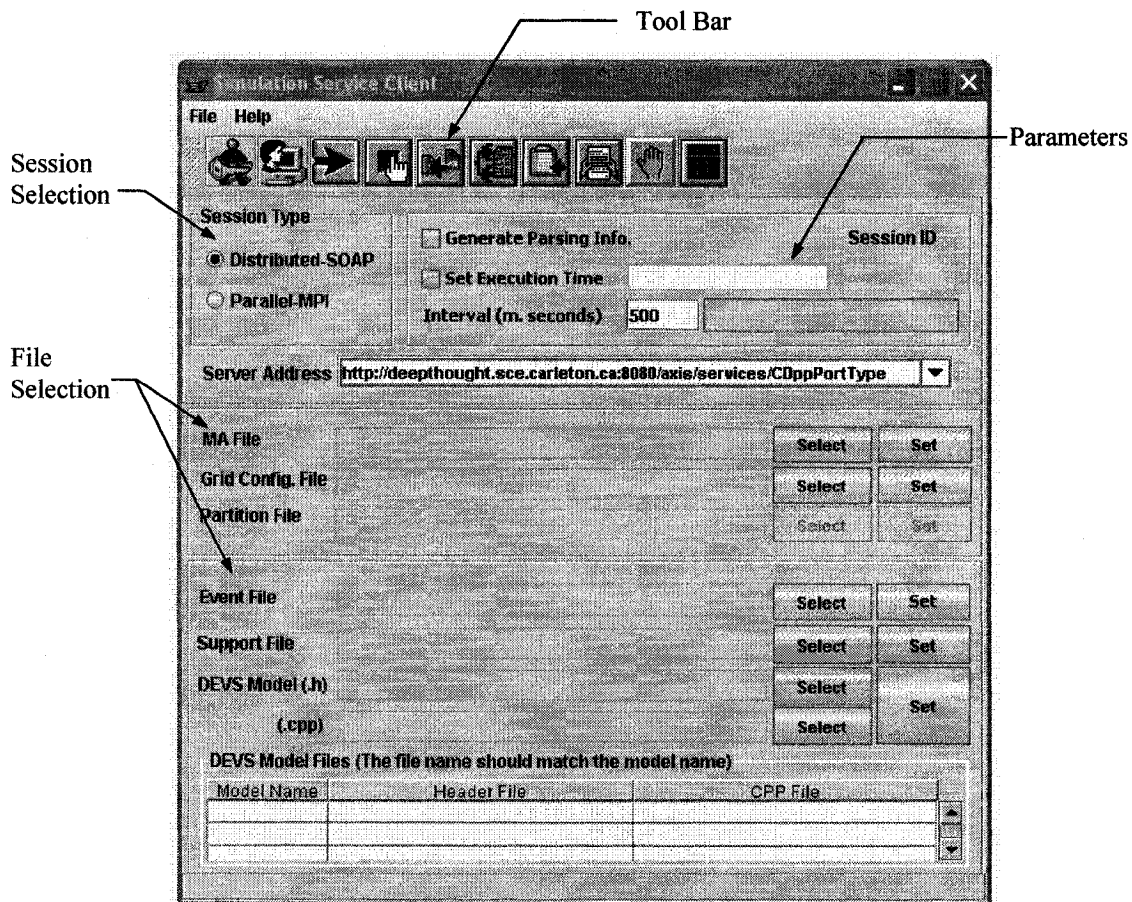 Tool Bar
Simulation Service Client
File Help
Parameters
Session
Selection
Session Type
Generate Parsing Info.
Session ID
Distributed-SOAP
Set Execution Time
Parallel-MPI
Interval (m. seconds) 500
File
Selection
Server Address http://deepthought.sce.carleton.ca:8080/axis/services/CDppPortType
MA File Select Set
Grid Config. File Select Set
Partition File Select Set
Event File Select Set
Support File Select Set
DEVS Model (.h) Select Set
(.cpp) Select
DEVS Model Files (The file name should match the model name)
Model Name Header File CPP File